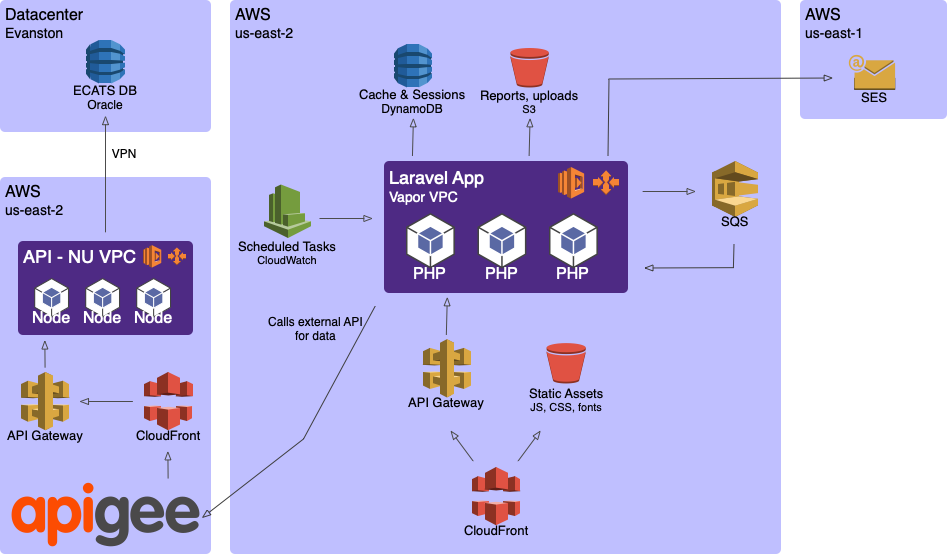 Datacenter
Evanston
ECATS DB
Oracle
VPN
AWS
us-east-2
API - NU VPC
Node
Node
Node
API Gateway
CloudFront
apigee
AWS
us-east-2
Cache & Sessions
DynamoDB
Reports, uploads
S3
Laravel App
Vapor VPC
PHP
PHP
PHP
Scheduled Tasks
CloudWatch
SQS
Calls external API
for data
API Gateway
Static Assets
JS, CSS, fonts
CloudFront
AWS
us-east-1
@
SES